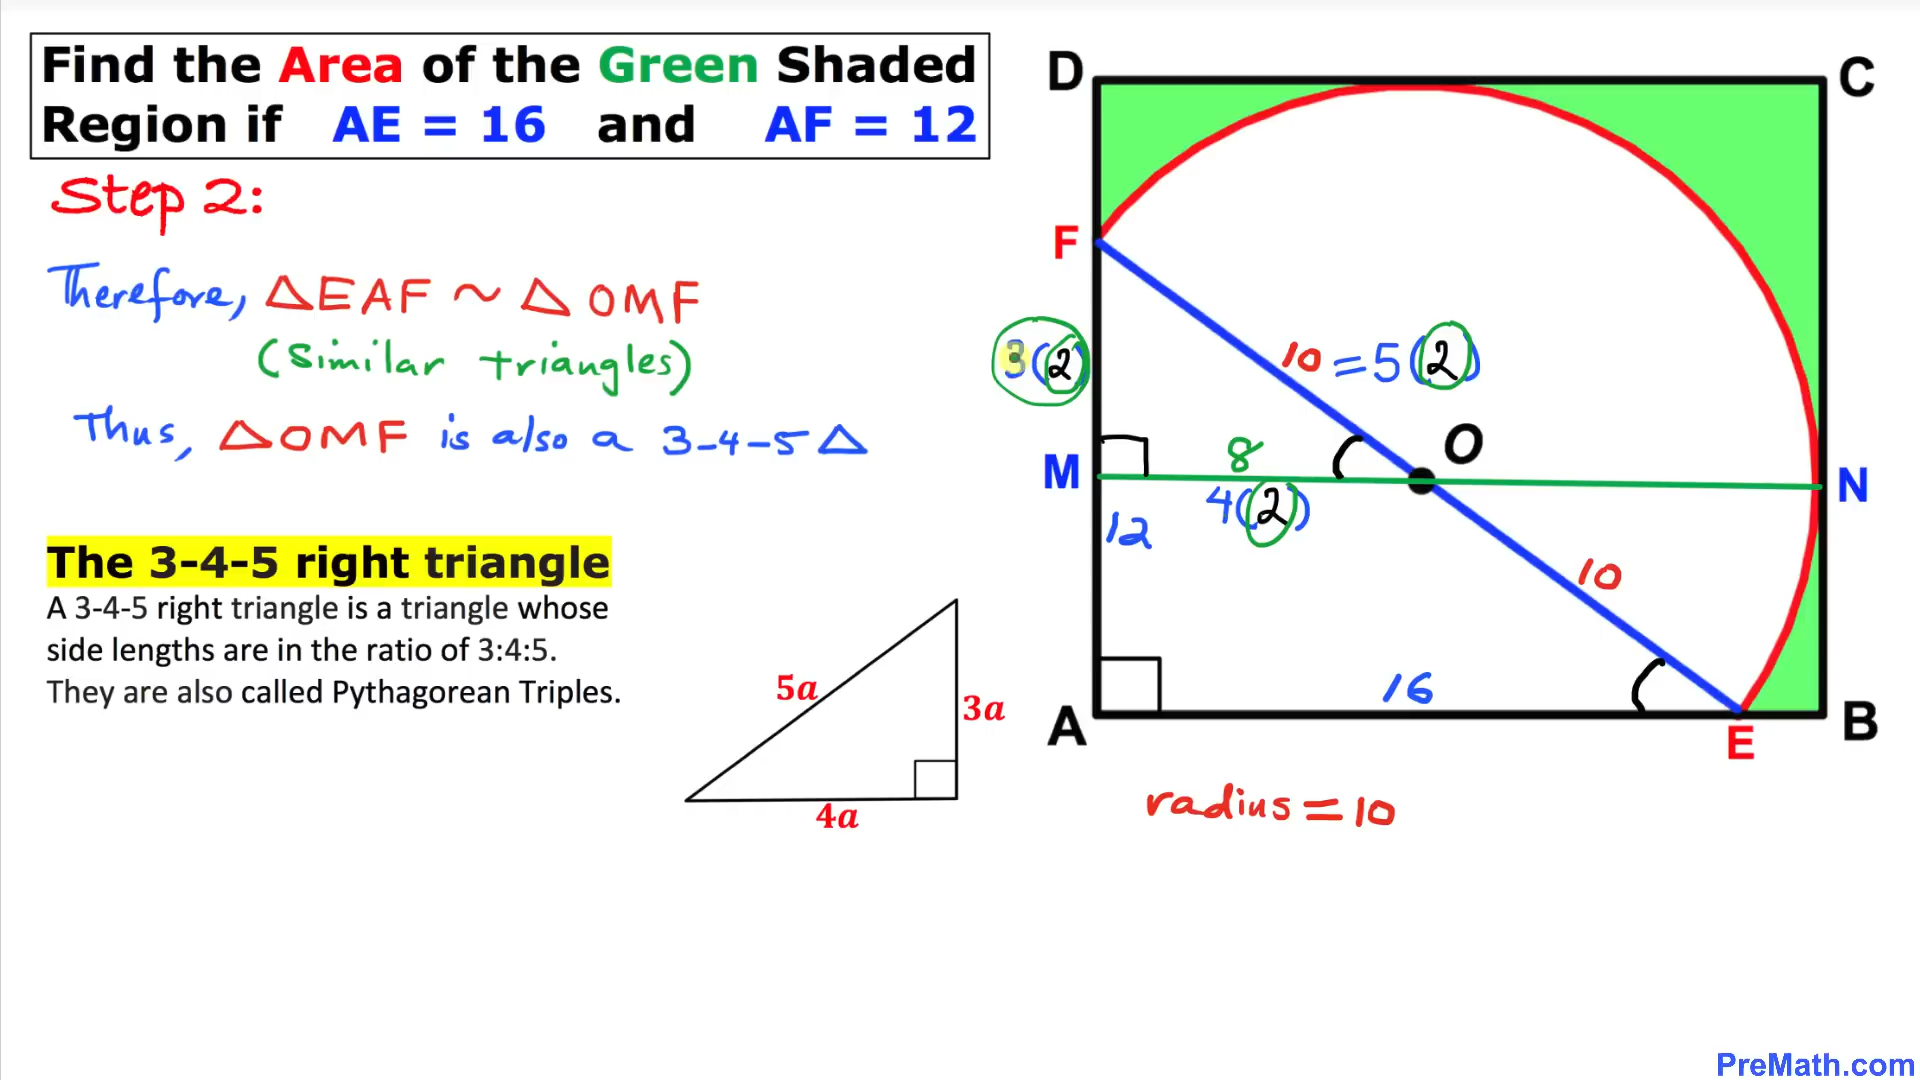 Find the Area of the Green Shaded
Region if AE = 16 and AF = 12
Step 2:
Therefore, △EAF ~ △OMF
(Similar triangles)
Thus, △OMF is also a 3-4-5 △
The 3-4-5 right triangle
A 3-4-5 right triangle is a triangle whose
side lengths are in the ratio of 3:4:5.
They are also called Pythagorean Triples.
5a
3a
4a
D
C
F
3(2)
10 = 5(2)
O
8
M
N
4(2)
12
10
16
A
B
E
radius = 10
PreMath.com